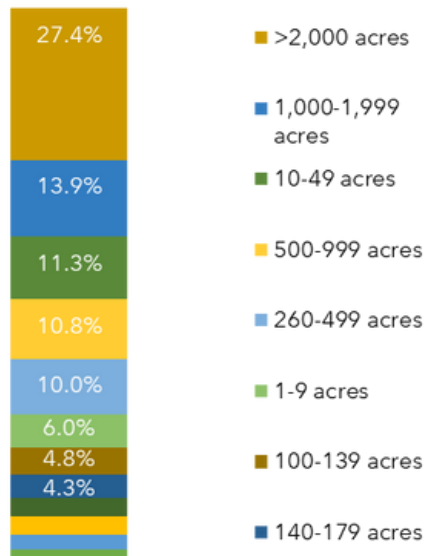 27.4%
13.9%
11.3%
10.8%
10.0%
6.0%
4.8%
4.3%
>2,000 acres
1,000-1,999
acres
10-49 acres
500-999 acres
260-499 acres
1-9 acres
100-139 acres
140-179 acres